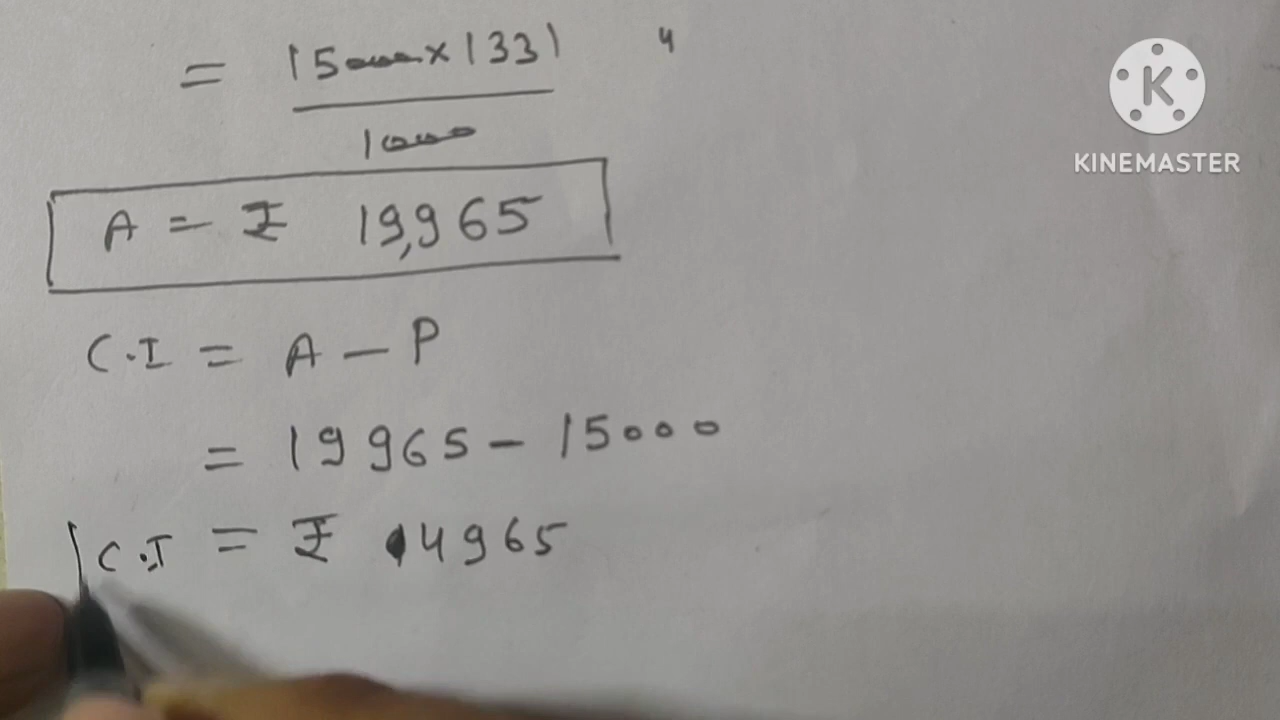 = 15000 × 1331 4
1000
A = ₹ 19,965
C.I = A – P
= 19965 – 15000
C.I = ₹ 4965
K
KINEMASTER